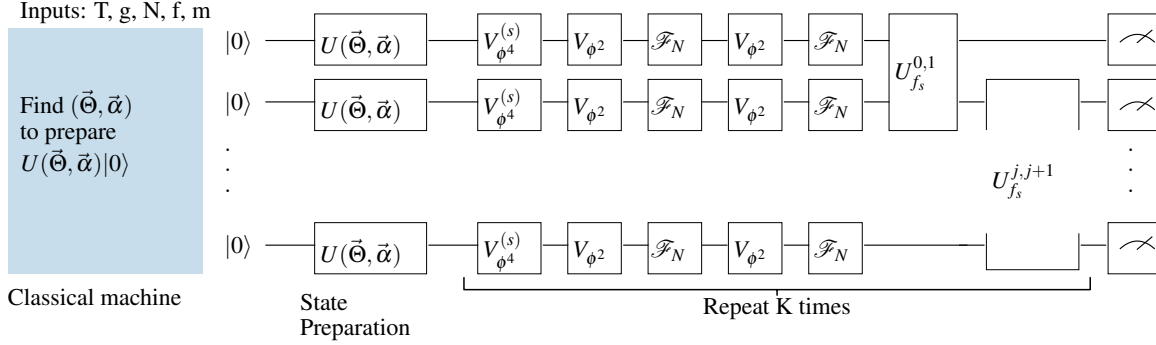 Inputs: T, g, N, f, m
|0⟩ U(Θ⃗,α⃗) V_{ϕ⁴}^{(s)} V_{ϕ²} ℱ_N V_{ϕ²} ℱ_N
U_{f_s}^{0,1}
Find (Θ⃗,α⃗)
to prepare
U(Θ⃗,α⃗)|0⟩
|0⟩ U(Θ⃗,α⃗) V_{ϕ⁴}^{(s)} V_{ϕ²} ℱ_N V_{ϕ²} ℱ_N
U_{f_s}^{j,j+1}
|0⟩ U(Θ⃗,α⃗) V_{ϕ⁴}^{(s)} V_{ϕ²} ℱ_N V_{ϕ²} ℱ_N
Classical machine
State
Preparation
Repeat K times